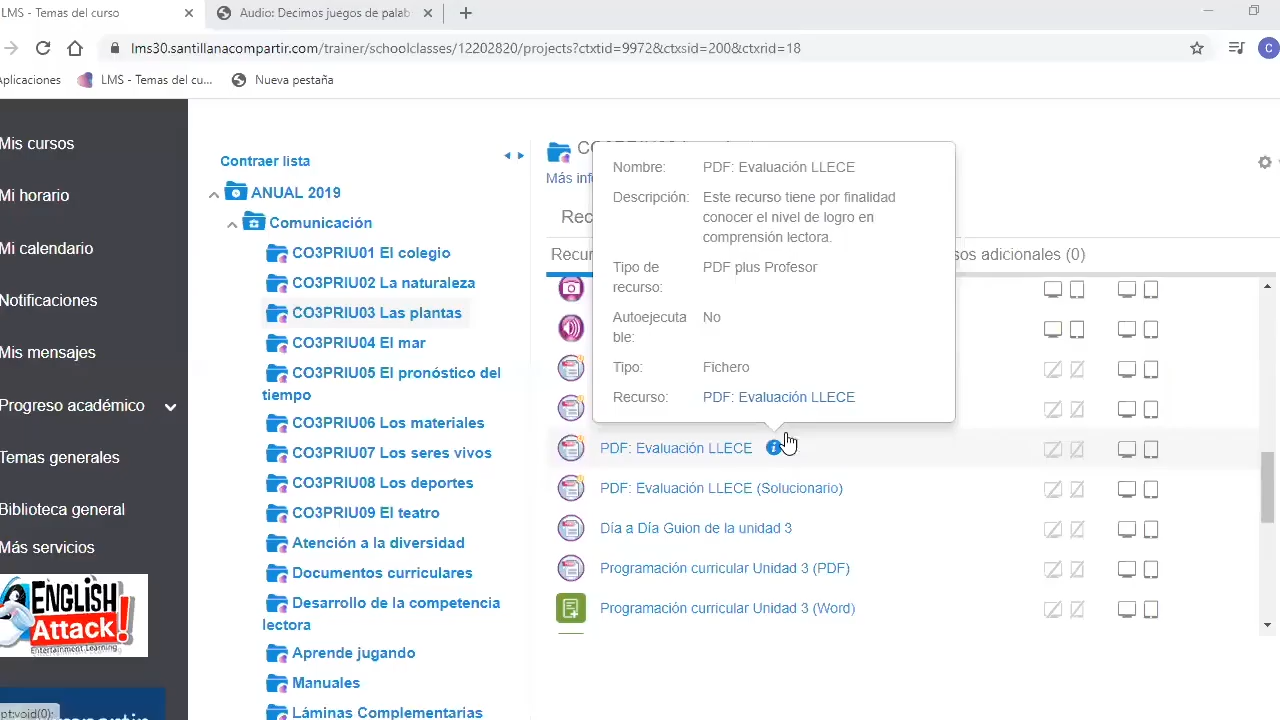 LMS - Temas del curso
Audio: Decimos juegos de palab
lms30.santillanacompartir.com/trainer/schoolclasses/12202820/projects?ctxtid=9972&ctxsid=200&ctxrid=18
C
plicaciones
LMS - Temas del cu...
Nueva pestaña
Mis cursos
Mi horario
Mi calendario
Notificaciones
Mis mensajes
Progreso académico
Temas generales
Biblioteca general
Más servicios
ENGLISH
Attack!
Entertainment Learning
pt:void(0);
Contraer lista
ANUAL 2019
Comunicación
CO3PRIU01 El colegio
CO3PRIU02 La naturaleza
CO3PRIU03 Las plantas
CO3PRIU04 El mar
CO3PRIU05 El pronóstico del
tiempo
CO3PRIU06 Los materiales
CO3PRIU07 Los seres vivos
CO3PRIU08 Los deportes
CO3PRIU09 El teatro
Atención a la diversidad
Documentos curriculares
Desarrollo de la competencia
lectora
Aprende jugando
Manuales
Láminas Complementarias
Más inf
Rec
Recur
sos adicionales (0)
Nombre: PDF: Evaluación LLECE
Descripción: Este recurso tiene por finalidad
conocer el nivel de logro en
comprensión lectora.
Tipo de PDF plus Profesor
recurso:
Autoejecuta No
ble:
Tipo: Fichero
Recurso: PDF: Evaluación LLECE
PDF: Evaluación LLECE
PDF: Evaluación LLECE (Solucionario)
Día a Día Guion de la unidad 3
Programación curricular Unidad 3 (PDF)
Programación curricular Unidad 3 (Word)